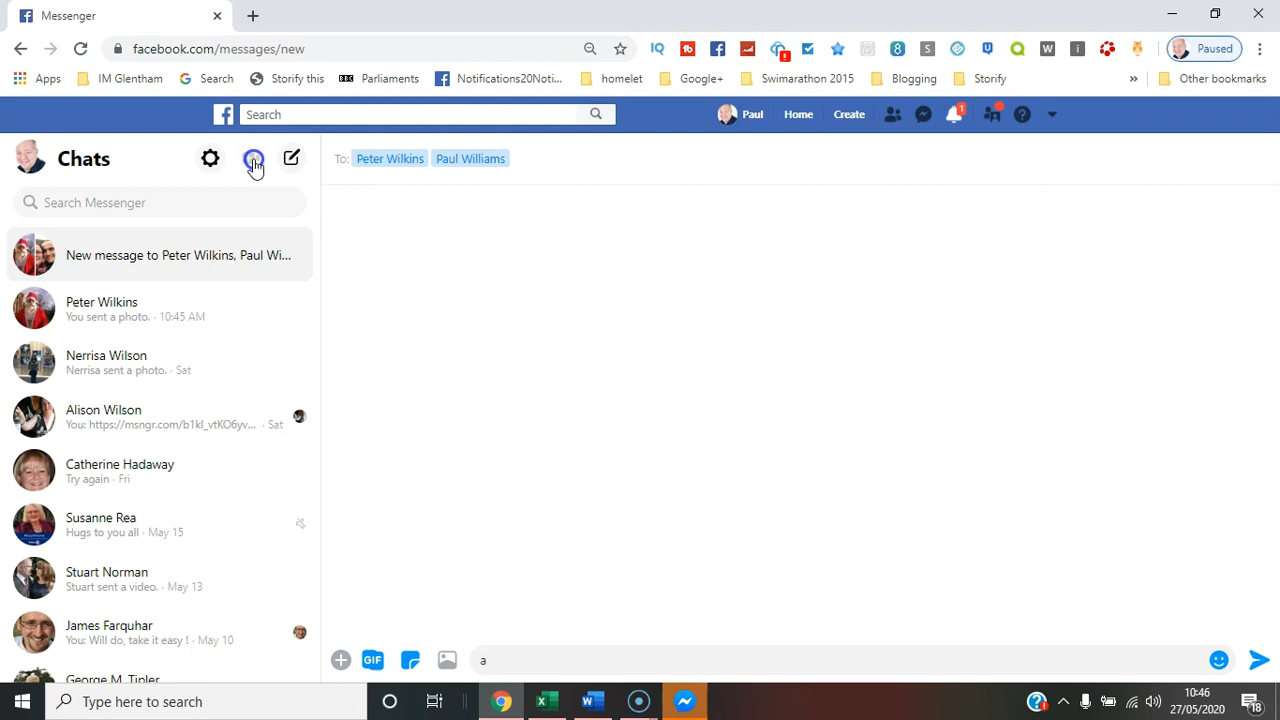 Messenger
facebook.com/messages/new
Paused
Apps
IM Glentham
Search
Storify this
BBC
Parliaments
Notifications20Noti...
homelet
Google+
Swimarathon 2015
Blogging
Storify
»
Other bookmarks
Search
Paul
Home
Create
1
Chats
To: Peter Wilkins Paul Williams
Search Messenger
New message to Peter Wilkins, Paul Wi...
Peter Wilkins
You sent a photo. · 10:45 AM
Nerrisa Wilson
Nerrisa sent a photo. · Sat
Alison Wilson
You: https://msngr.com/b1kl_vtKO6yv... · Sat
Catherine Hadaway
Try again · Fri
Susanne Rea
Hugs to you all · May 15
Stuart Norman
Stuart sent a video. · May 13
James Farquhar
You: Will do, take it easy ! · May 10
George M. Tipler
GIF
a
Type here to search
10:46
27/05/2020
18